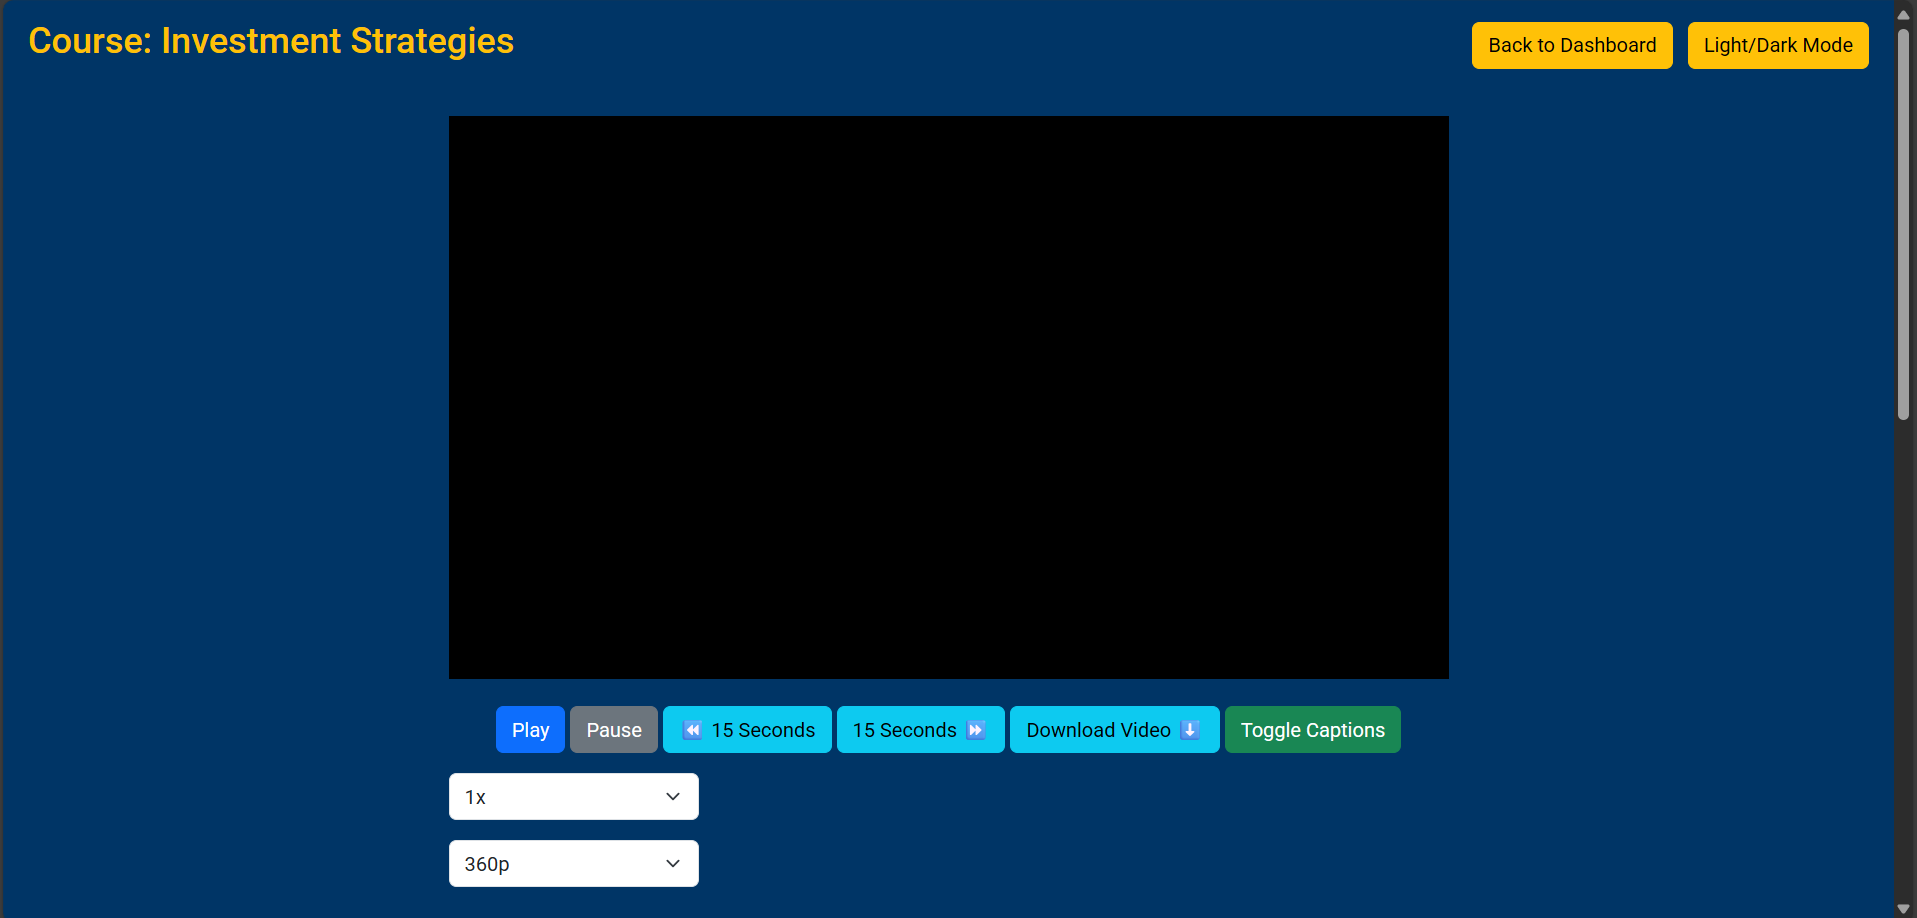 Course: Investment Strategies
Back to Dashboard
Light/Dark Mode
Play
Pause
⏪ 15 Seconds
15 Seconds ⏩
Download Video ⬇️
Toggle Captions
1x
360p